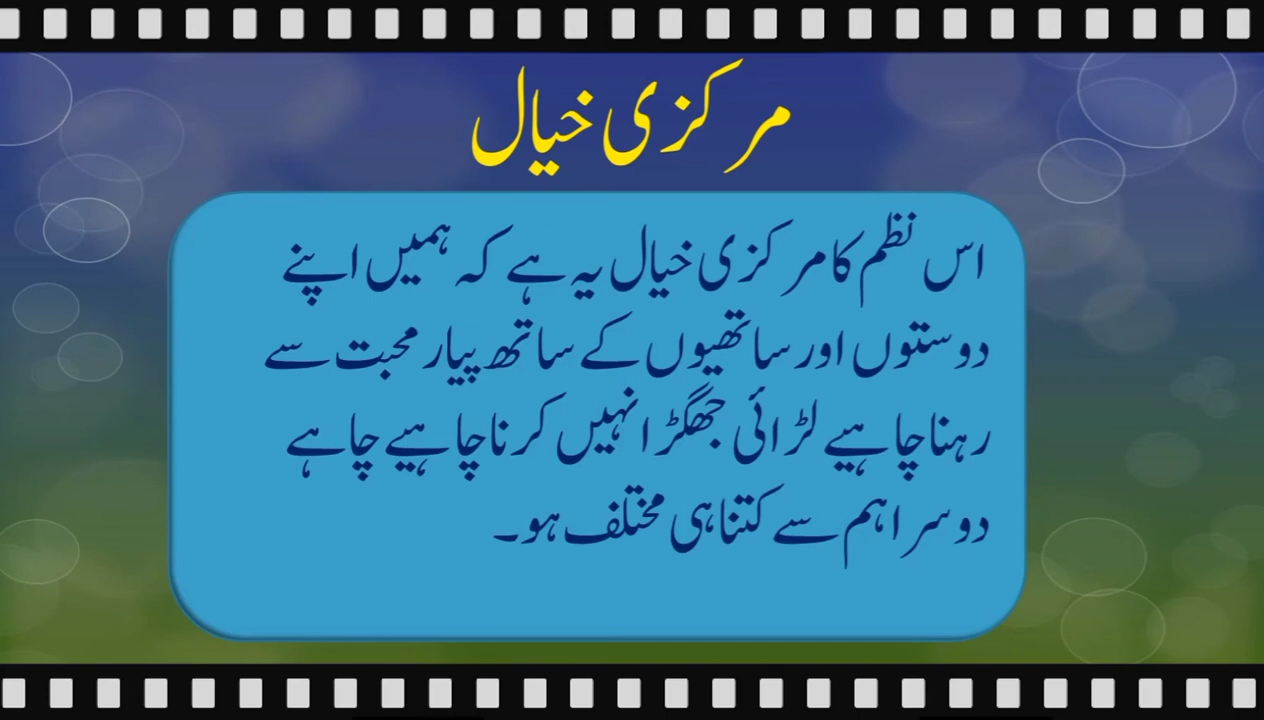 مرکزی خیال
اس نظم کا مرکزی خیال یہ ہے کہ ہمیں اپنے
دوستوں اور ساتھیوں کے ساتھ پیار محبت سے
رہنا چاہیے لڑائی جھگڑا نہیں کرنا چاہیے چاہے
دوسرا ہم سے کتنا ہی مختلف ہو۔